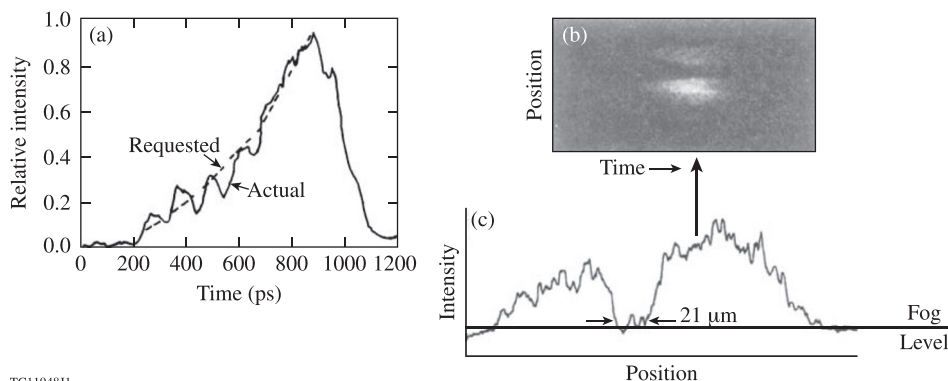 (a)
Relative intensity
1.0
0.8
0.6
0.4
0.2
0.0
Requested
Actual
0 200 400 600 800 1000 1200
Time (ps)
(b)
Position
Time
(c)
Intensity
21 μm
Fog
Level
Position
TC11048J1